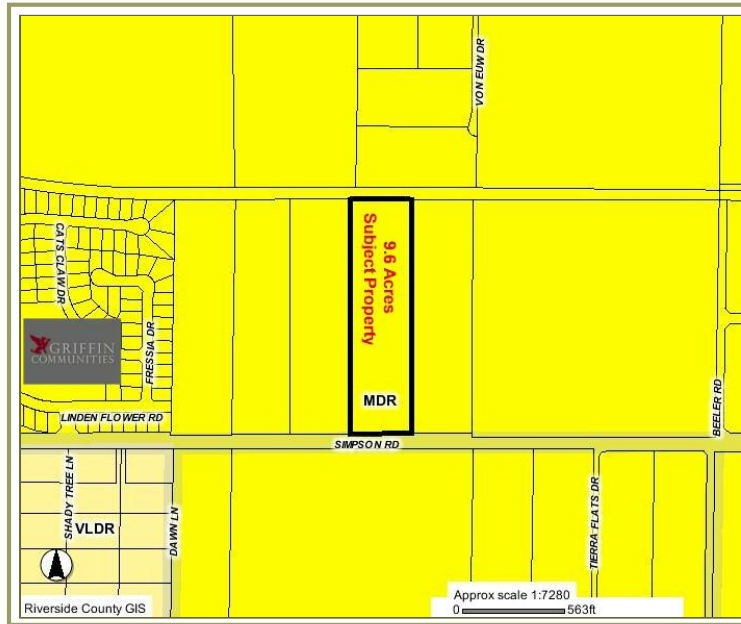 VON EUW DR
9.6 Acres
Subject Property
CATS CLAW DR
FRESSIA DR
GRIFFIN
COMMUNITIES
MDR
LINDEN FLOWER RD
SIMPSON RD
BEELER RD
SHADY TREE LN
VLDR
DAWN LN
TIERRA FLATS DR
Riverside County GIS
Approx scale 1:7280
0 563ft